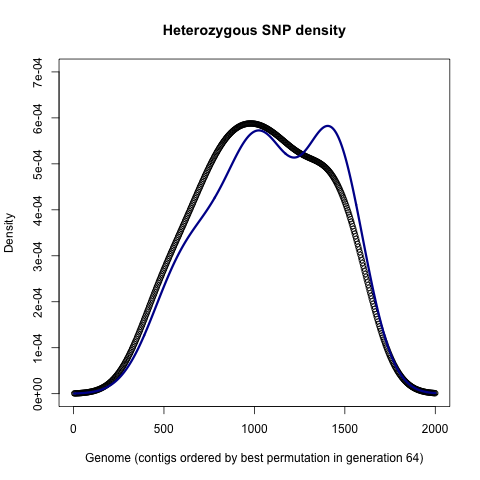 Heterozygous SNP density
7e-04
6e-04
5e-04
4e-04
3e-04
2e-04
1e-04
0e+00
Density
0 500 1000 1500 2000
Genome (contigs ordered by best permutation in generation 64)